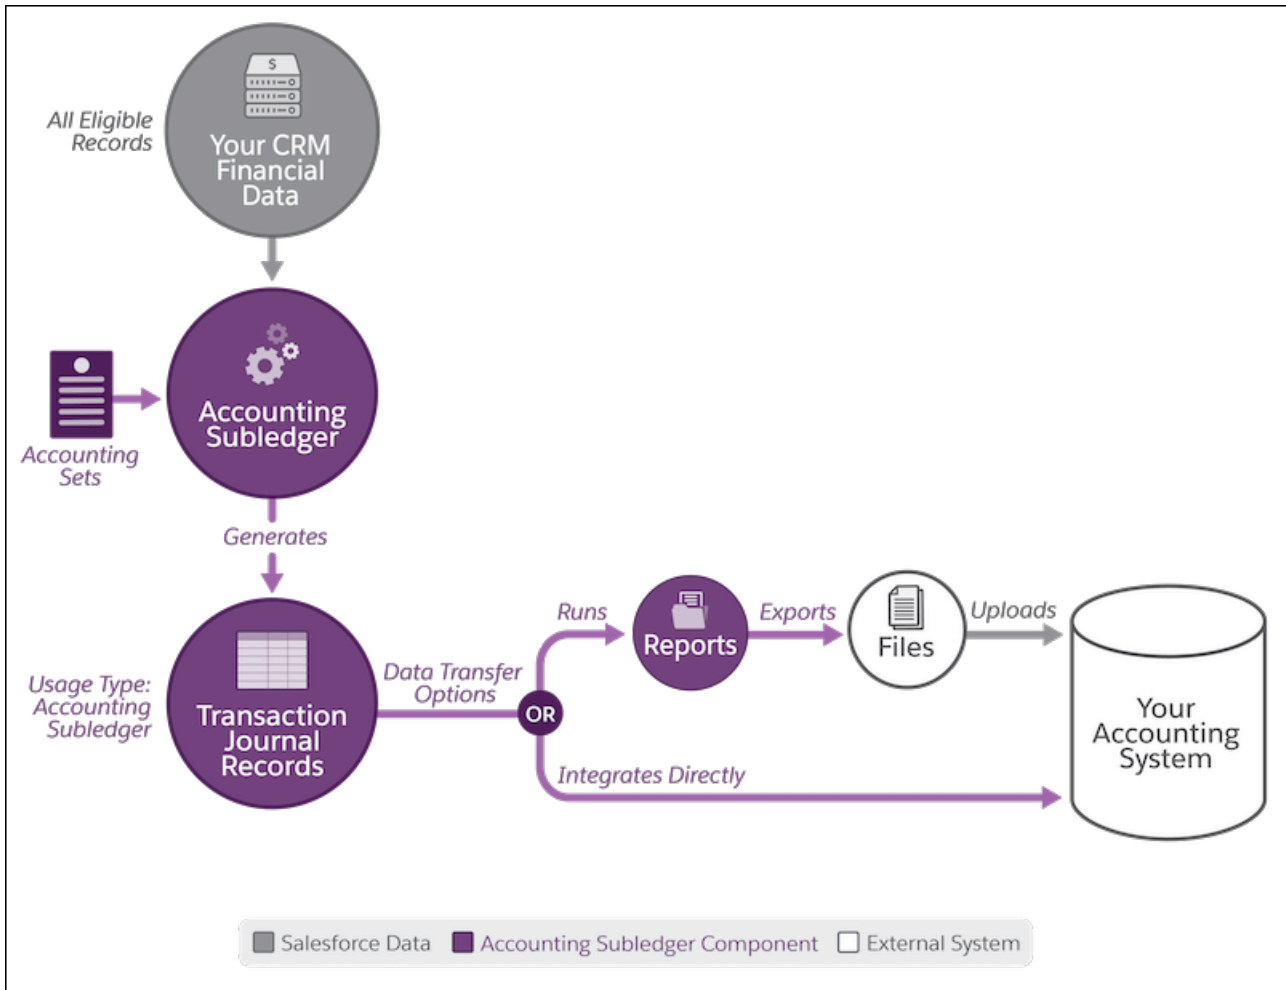 $
Your CRM
Financial
Data
All Eligible
Records
Accounting
Subledger
Accounting
Sets
Generates
Transaction
Journal
Records
Usage Type:
Accounting
Subledger
Data Transfer
Options
OR
Runs
Reports
Exports
Files
Uploads
Integrates Directly
Your
Accounting
System
Salesforce Data
Accounting Subledger Component
External System